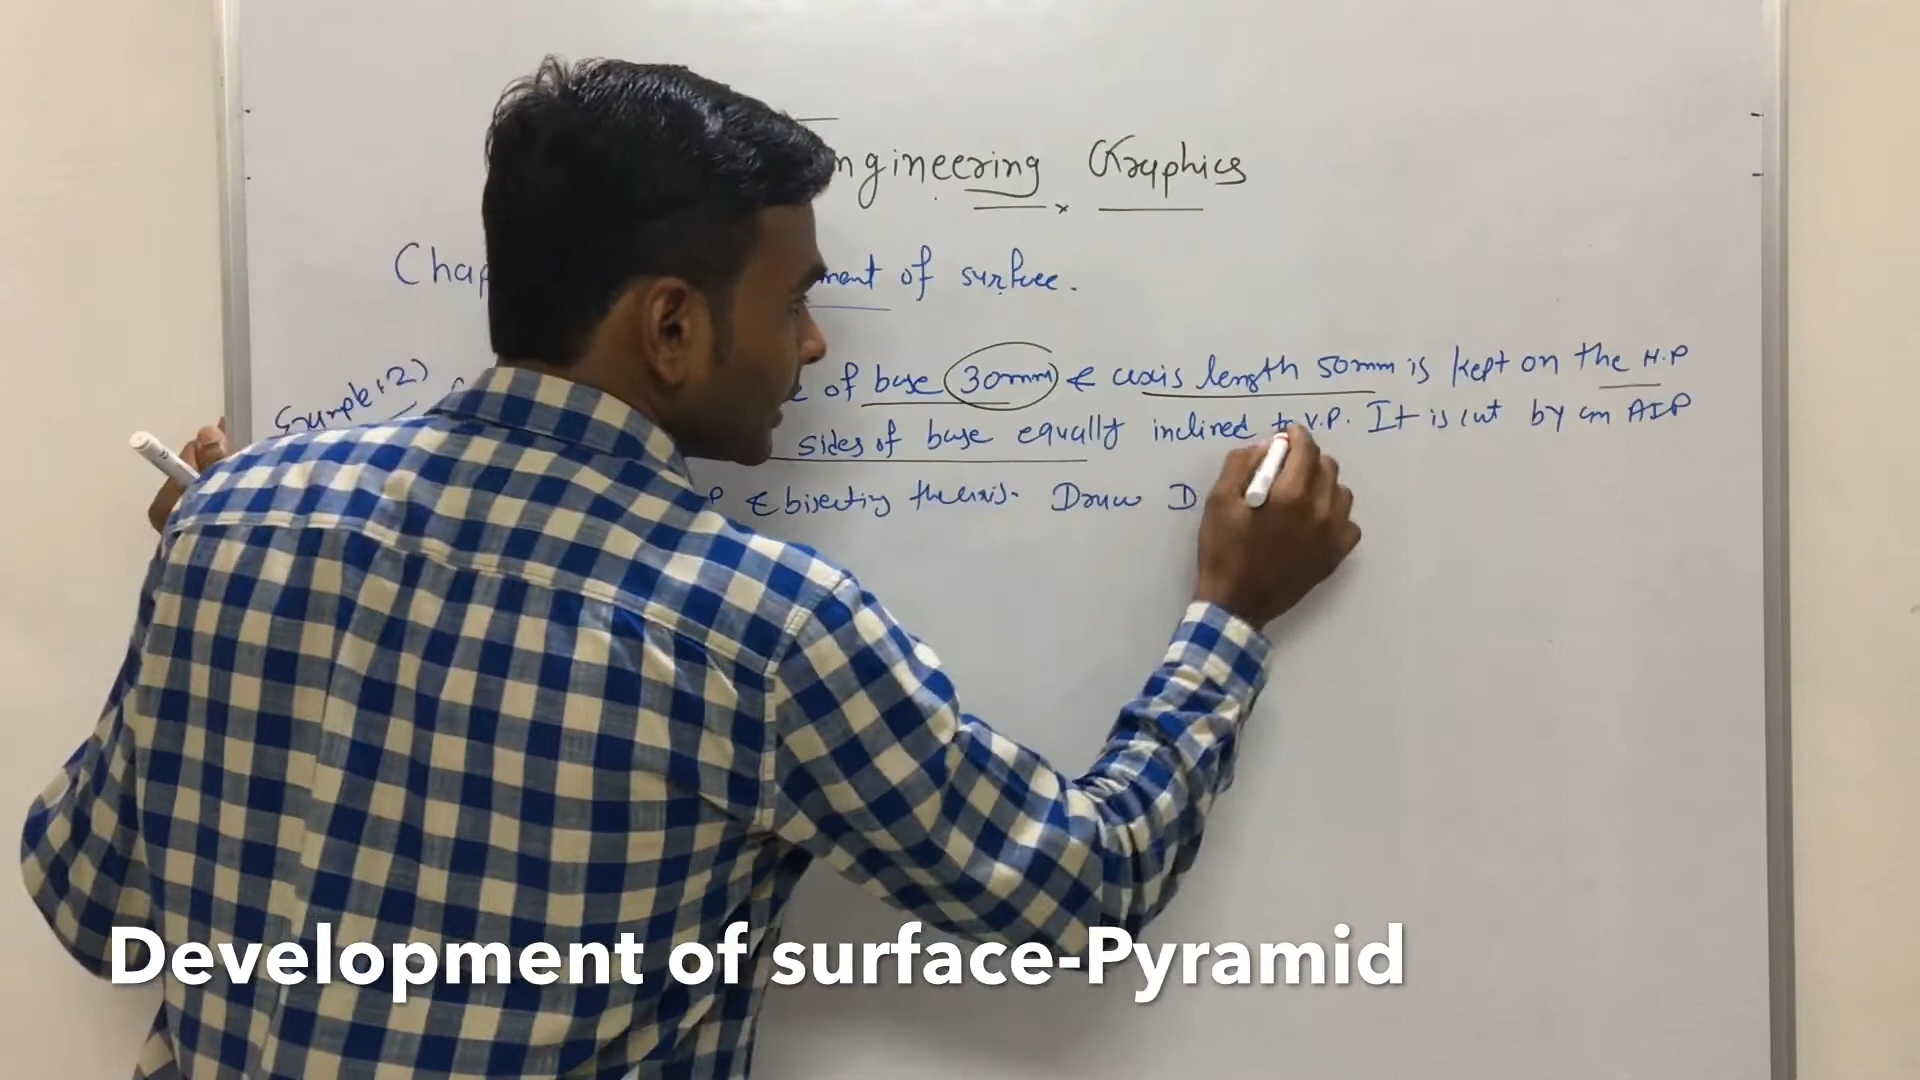 ngineering Graphics
Chap ment of surface.
Example:2)
of base 30mm & axis length 50mm is kept on the H.P
sides of base equally inclined to V.P. It is cut by an AIP
P & bisecting the axis. Draw D
Development of surface-Pyramid